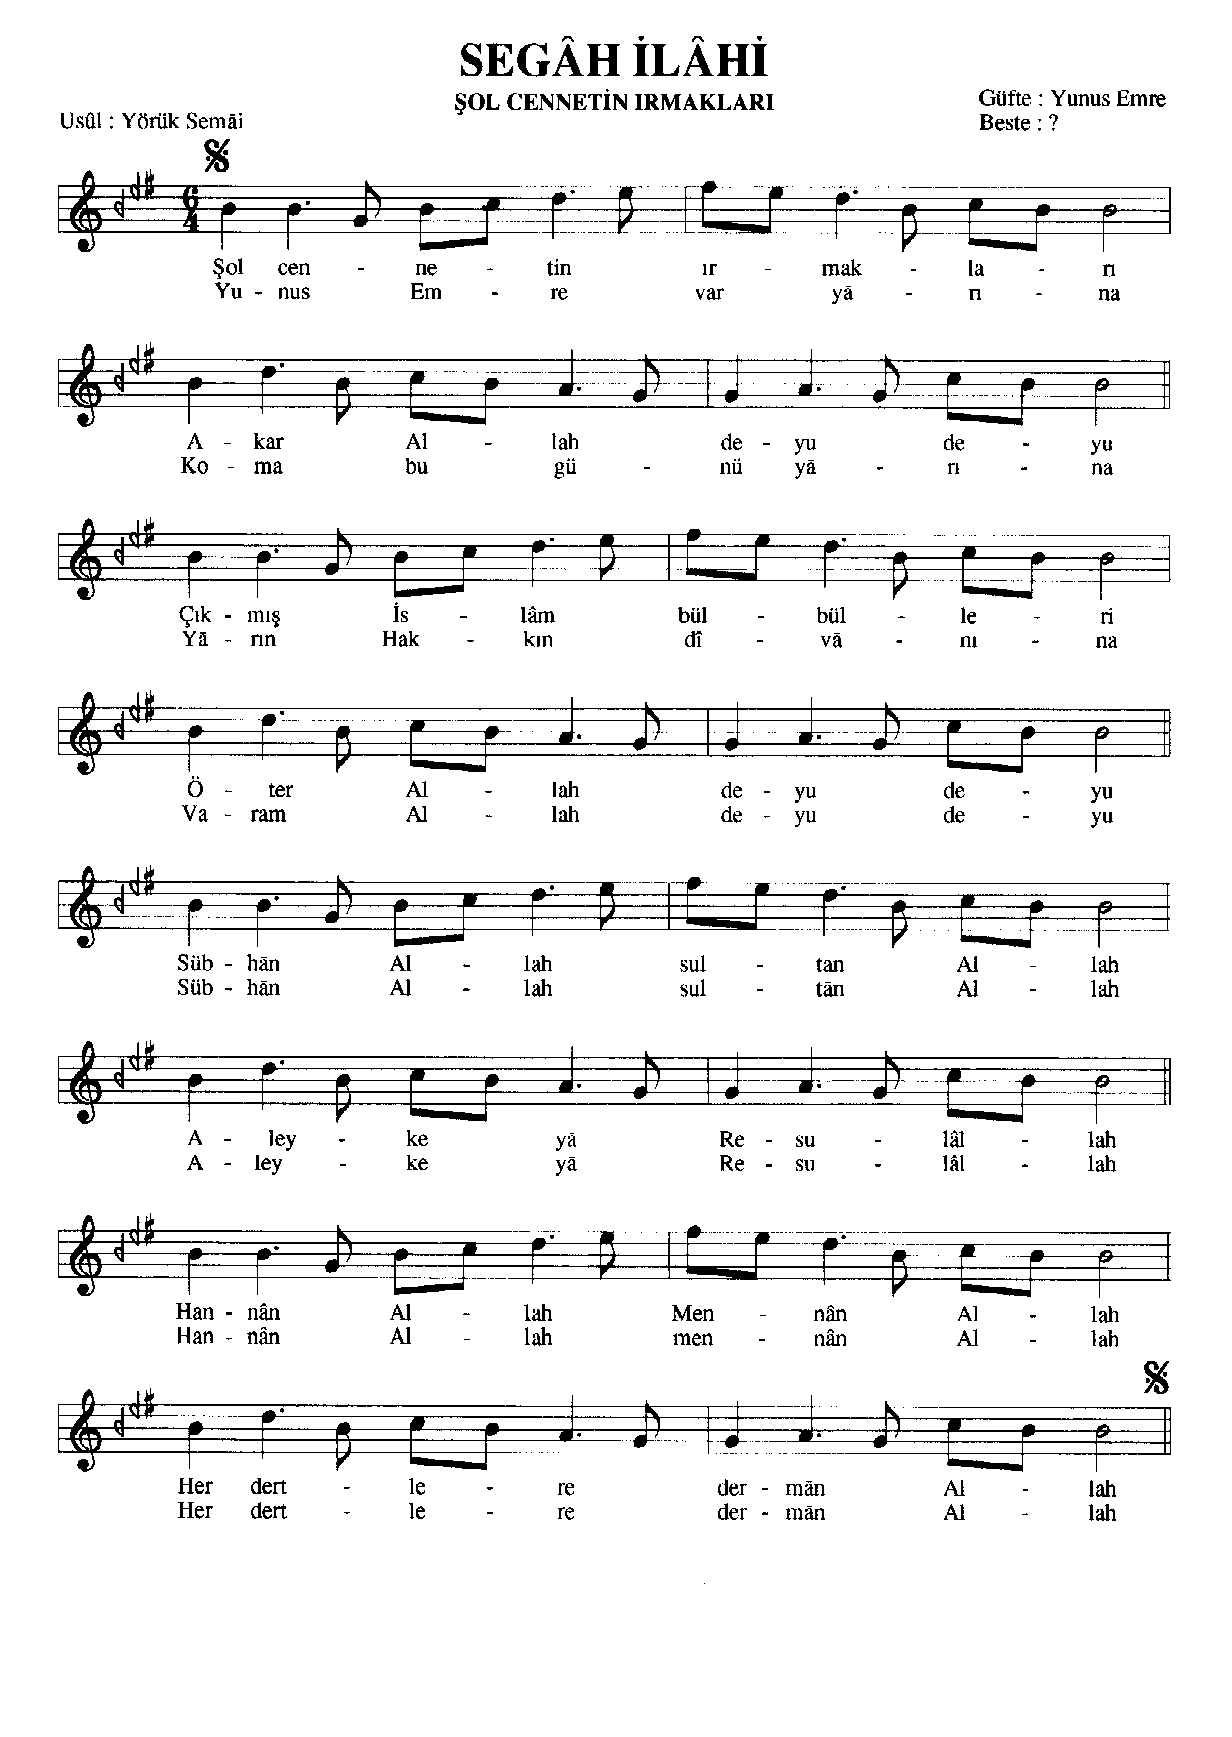 SEGÂH İLÂHİ
ŞOL CENNETİN IRMAKLARI
Güfte : Yunus Emre
Usûl : Yörük Semāi
Beste : ?
6
4
Şol cen - ne - tin ır - mak - la - rı
Yu - nus Em - re var yā - rı - na
A - kar Al - lah de - yu de - yu
Ko - ma bu gü - nü yā - rı - na
Çık - mış İs - lâm bül - bül - le - ri
Yā - rın Hak - kın dî - vā - nı - na
Ö - ter Al - lah de - yu de - yu
Va - ram Al - lah de - yu de - yu
Süb - hān Al - lah sul - tan Al - lah
Süb - hān Al - lah sul - tān Al - lah
A - ley - ke yā Re - su - lâl - lah
A - ley - ke yā Re - su - lâl - lah
Han - nân Al - lah Men - nân Al - lah
Han - nân Al - lah men - nân Al - lah
Her dert - le - re der - mān Al - lah
Her dert - le - re der - mān Al - lah